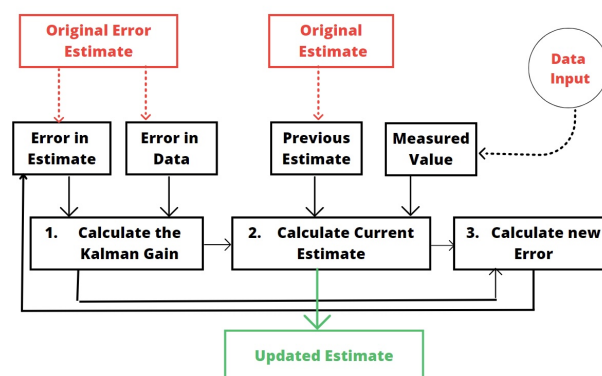 Original Error
Estimate
Original
Estimate
Data
Input
Error in
Estimate
Error in
Data
Previous
Estimate
Measured
Value
1. Calculate the
Kalman Gain
2. Calculate Current
Estimate
3. Calculate new
Error
Updated Estimate